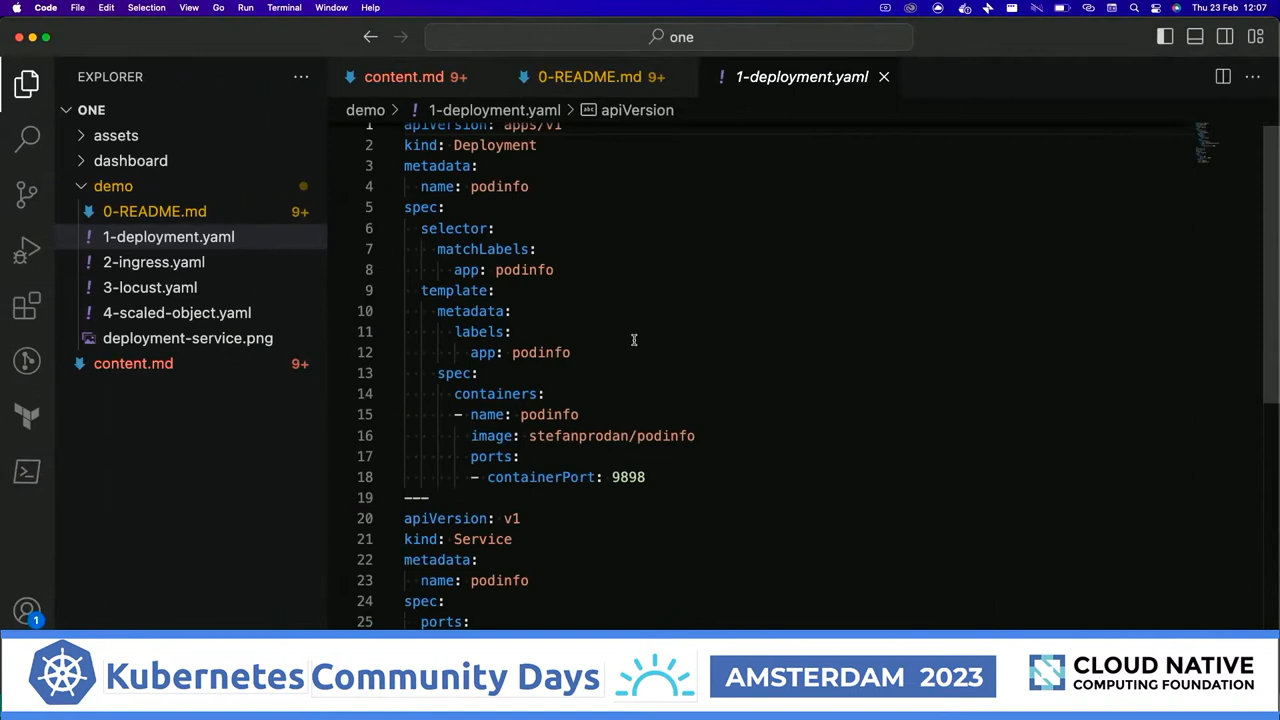 Code File Edit Selection View Go Run Terminal Window Help Thu 23 Feb 12:07
one
EXPLORER
content.md 9+ 0-README.md 9+ 1-deployment.yaml
demo 1-deployment.yaml apiVersion
ONE
assets
dashboard
demo
0-README.md 9+
1-deployment.yaml
2-ingress.yaml
3-locust.yaml
4-scaled-object.yaml
deployment-service.png
content.md 9+
1
1 apiVersion: apps/v1
2 kind: Deployment
3 metadata:
4 name: podinfo
5 spec:
6 selector:
7 matchLabels:
8 app: podinfo
9 template:
10 metadata:
11 labels:
12 app: podinfo
13 spec:
14 containers:
15 - name: podinfo
16 image: stefanprodan/podinfo
17 ports:
18 - containerPort: 9898
19 ---
20 apiVersion: v1
21 kind: Service
22 metadata:
23 name: podinfo
24 spec:
25 ports:
Kubernetes Community Days AMSTERDAM 2023 CLOUD NATIVE
COMPUTING FOUNDATION